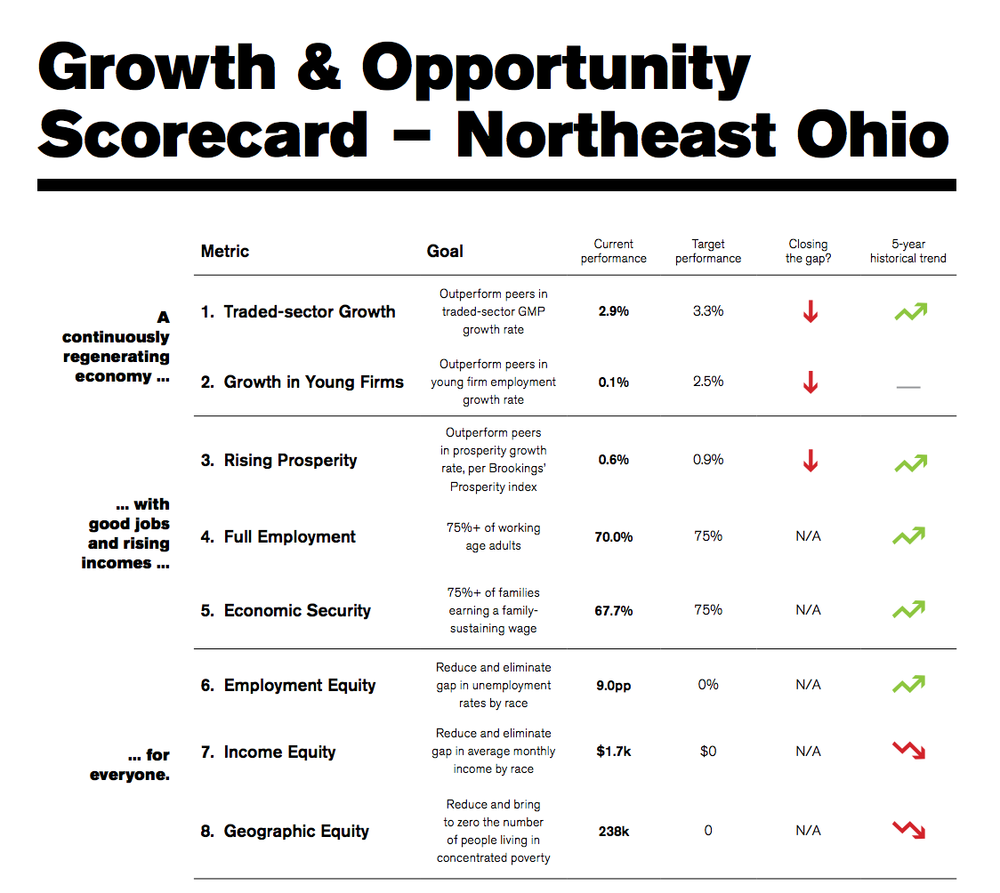 Growth & Opportunity
Scorecard – Northeast Ohio
Metric
Goal
Current
performance
Target
performance
Closing
the gap?
5-year
historical trend
A
continuously
regenerating
economy ...
1. Traded-sector Growth
Outperform peers in
traded-sector GMP
growth rate
2.9%
3.3%
2. Growth in Young Firms
Outperform peers in
young firm employment
growth rate
0.1%
2.5%
... with
good jobs
and rising
incomes ...
3. Rising Prosperity
Outperform peers
in prosperity growth
rate, per Brookings’
Prosperity index
0.6%
0.9%
4. Full Employment
75%+ of working
age adults
70.0%
75%
N/A
5. Economic Security
75%+ of families
earning a family-
sustaining wage
67.7%
75%
N/A
... for
everyone.
6. Employment Equity
Reduce and eliminate
gap in unemployment
rates by race
9.0pp
0%
N/A
7. Income Equity
Reduce and eliminate
gap in average monthly
income by race
$1.7k
$0
N/A
8. Geographic Equity
Reduce and bring
to zero the number
of people living in
concentrated poverty
238k
0
N/A